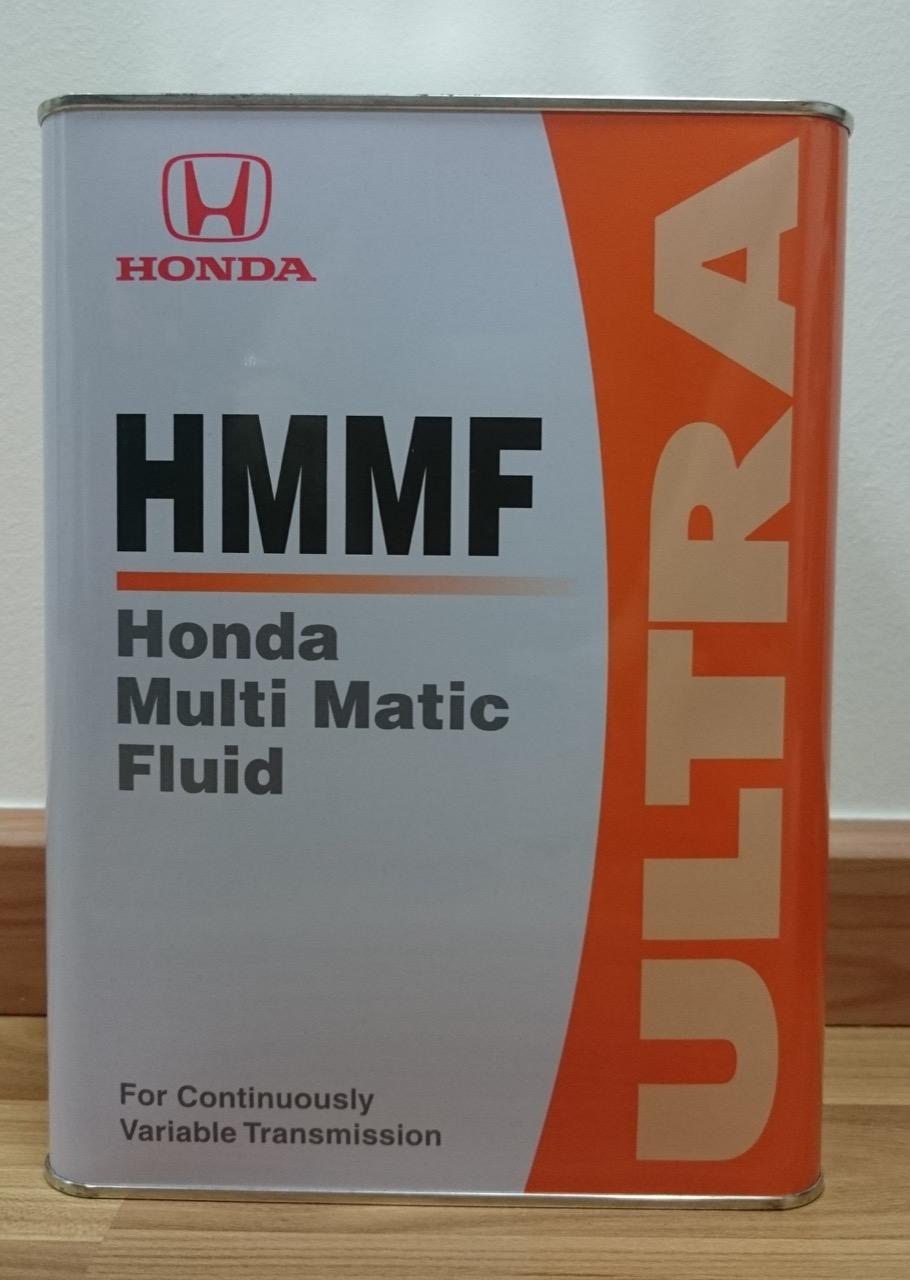 HONDA
HMMF
Honda
Multi Matic
Fluid
For Continuously
Variable Transmission
ULTRA